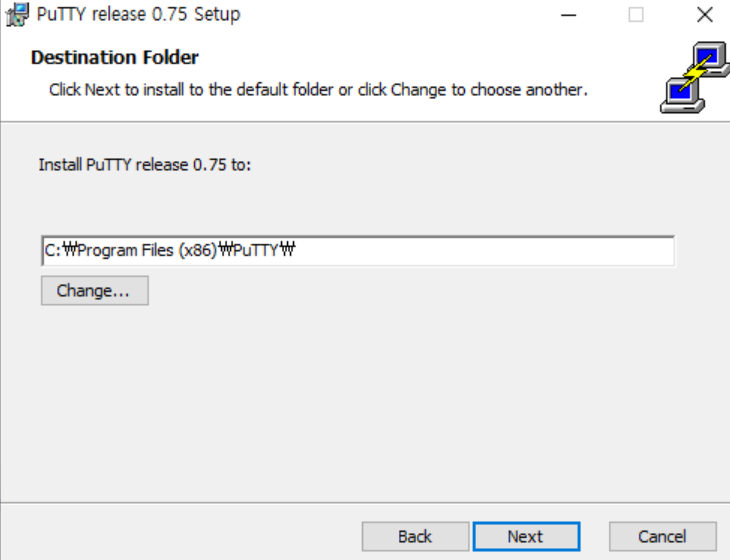 PuTTY release 0.75 Setup
Destination Folder
Click Next to install to the default folder or click Change to choose another.
Install PuTTY release 0.75 to:
C:₩Program Files (x86)₩PuTTY₩
Change...
Back Next Cancel